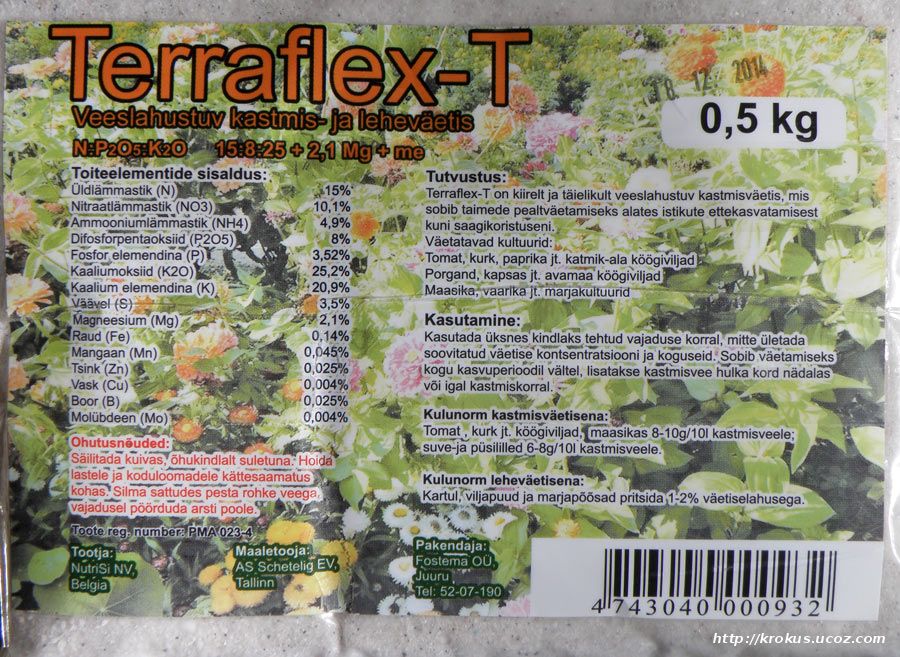 Terraflex-T
Veeslahustuv kastmis- ja leheväetis
N:P2O5:K2O 15:8:25 + 2,1 Mg + me
18 12 2014
0,5 kg
Toiteelementide sisaldus:
Üldlämmastik (N) 15%
Nitraatlämmastik (NO3) 10,1%
Ammooniumlämmastik (NH4) 4,9%
Difosforpentaoksiid (P2O5) 8%
Fosfor elemendina (P) 3,52%
Kaaliumoksiid (K2O) 25,2%
Kaalium elemendina (K) 20,9%
Väävel (S) 3,5%
Magneesium (Mg) 2,1%
Raud (Fe) 0,14%
Mangaan (Mn) 0,045%
Tsink (Zn) 0,025%
Vask (Cu) 0,004%
Boor (B) 0,025%
Molübdeen (Mo) 0,004%
Ohutusnõuded:
Säilitada kuivas, õhukindlalt suletuna. Hoida
lastele ja koduloomadele kättesaamatus
kohas. Silma sattudes pesta rohke veega,
vajadusel pöörduda arsti poole.
Toote reg. number: PMA 023-4
Tootja:
NutriSi NV,
Belgia
Maaletooja:
AS Schetelig EV,
Tallinn
Tutvustus:
Terraflex-T on kiirelt ja täielikult veeslahustuv kastmisväetis, mis
sobib taimede pealtväetamiseks alates istikute ettekasvatamisest
kuni saagikoristuseni.
Väetatavad kultuurid:
Tomat, kurk, paprika jt. katmik-ala köögiviljad
Porgand, kapsas jt. avamaa köögiviljad
Maasika, vaarika jt. marjakultuurid
Kasutamine:
Kasutada üksnes kindlaks tehtud vajaduse korral, mitte ületada
soovitatud väetise kontsentratsiooni ja koguseid. Sobib väetamiseks
kogu kasvuperioodil vältel, lisatakse kastmisvee hulka kord nädalas
või igal kastmiskorral.
Kulunorm kastmisväetisena:
Tomat , kurk jt. köögiviljad, maasikas 8-10g/10l kastmisveele;
suve-ja püsililled 6-8g/10l kastmisveele.
Kulunorm leheväetisena:
Kartul, viljapuud ja marjapõõsad pritsida 1-2% väetiselahusega.
Pakendaja:
Fostema OÜ,
Juuru
Tel: 52-07-190
4 743040 000932
http://krokus.ucoz.com